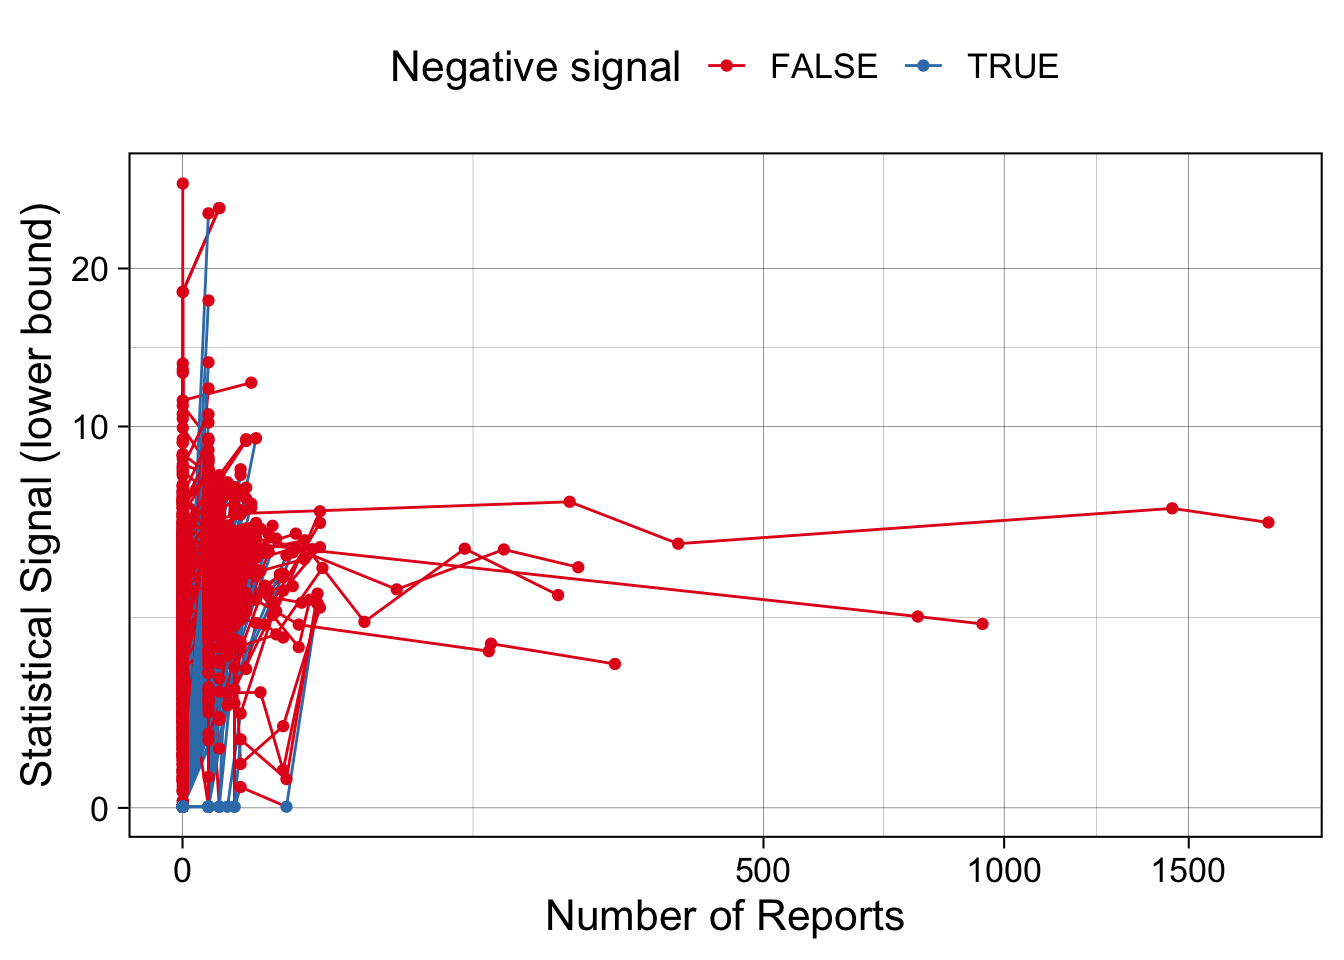 Negative signal FALSE TRUE
Statistical Signal (lower bound)
20
10
0
0 500 1000 1500
Number of Reports